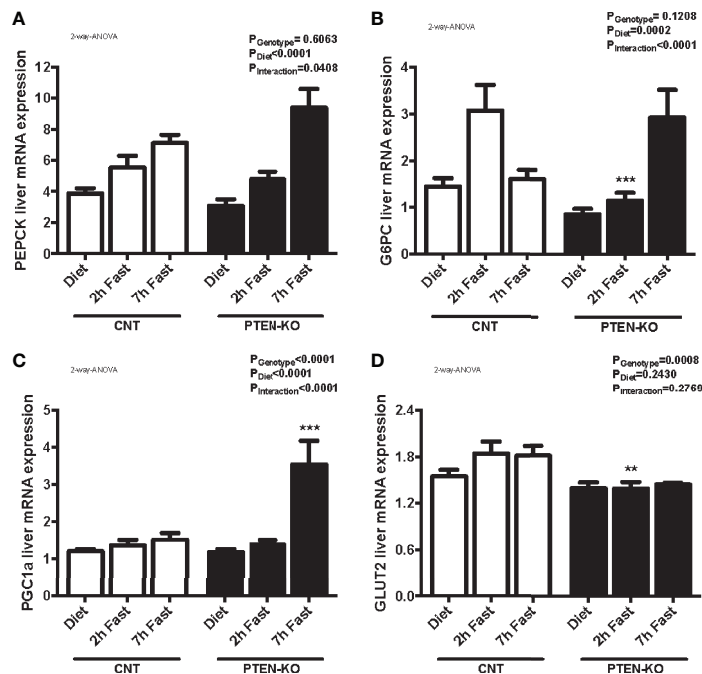 A
2-way-ANOVA
PGenotype = 0.6063
PDiet<0.0001
PInteraction=0.0408
PEPCK liver mRNA expression
12
10
8
6
4
2
0
Diet
2h Fast
7h Fast
Diet
2h Fast
7h Fast
CNT
PTEN-KO
B
2-way-ANOVA
PGenotype= 0.1208
PDiet=0.0002
PInteraction<0.0001
G6PC liver mRNA expression
4
3
2
1
0
***
Diet
2h Fast
7h Fast
Diet
2h Fast
7h Fast
CNT
PTEN-KO
C
2-way-ANOVA
PGenotype<0.0001
PDiet<0.0001
PInteraction<0.0001
PGC1a liver mRNA expression
5
4
3
2
1
0
***
Diet
2h Fast
7h Fast
Diet
2h Fast
7h Fast
CNT
PTEN-KO
D
2-way-ANOVA
PGenotype=0.0008
PDiet=0.2430
PInteraction=0.2769
GLUT2 liver mRNA expression
2.4
1.8
1.2
0.6
0.0
**
Diet
2h Fast
7h Fast
Diet
2h Fast
7h Fast
CNT
PTEN-KO